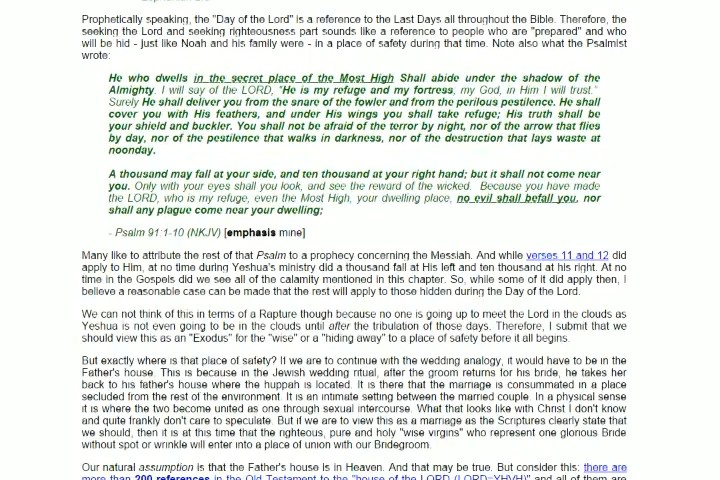 Prophetically speaking, the "Day of the Lord" is a reference to the Last Days all throughout the Bible. Therefore, the
seeking the Lord and seeking righteousness part sounds like a reference to people who are "prepared" and who
will be hid - just like Noah and his family were - in a place of safety during that time. Note also what the Psalmist
wrote:
He who dwells in the secret place of the Most High Shall abide under the shadow of the
Almighty. I will say of the LORD, "He is my refuge and my fortress; my God, in Him I will trust."
Surely He shall deliver you from the snare of the fowler and from the perilous pestilence. He shall
cover you with His feathers, and under His wings you shall take refuge; His truth shall be
your shield and buckler. You shall not be afraid of the terror by night, nor of the arrow that flies
by day, nor of the pestilence that walks in darkness, nor of the destruction that lays waste at
noonday.
A thousand may fall at your side, and ten thousand at your right hand; but it shall not come near
you. Only with your eyes shall you look, and see the reward of the wicked. Because you have made
the LORD, who is my refuge, even the Most High, your dwelling place, no evil shall befall you, nor
shall any plague come near your dwelling;
- Psalm 91:1-10 (NKJV) [emphasis mine]
Many like to attribute the rest of that Psalm to a prophecy concerning the Messiah. And while verses 11 and 12 did
apply to Him, at no time during Yeshua's ministry did a thousand fall at His left and ten thousand at his right. At no
time in the Gospels did we see all of the calamity mentioned in this chapter. So, while some of it did apply then, I
believe a reasonable case can be made that the rest will apply to those hidden during the Day of the Lord.
We can not think of this in terms of a Rapture though because no one is going up to meet the Lord in the clouds as
Yeshua is not even going to be in the clouds until after the tribulation of those days. Therefore, I submit that we
should view this as an "Exodus" for the "wise" or a "hiding away" to a place of safety before it all begins.
But exactly where is that place of safety? If we are to continue with the wedding analogy, it would have to be in the
Father's house. This is because in the Jewish wedding ritual, after the groom returns for his bride, he takes her
back to his father's house where the huppah is located. It is there that the marriage is consummated in a place
secluded from the rest of the environment. It is an intimate setting between the married couple. In a physical sense
it is where the two become united as one through sexual intercourse. What that looks like with Christ I don't know
and quite frankly don't care to speculate. But if we are to view this as a marriage as the Scriptures clearly state that
we should, then it is at this time that the righteous, pure and holy "wise virgins" who represent one glorious Bride
without spot or wrinkle will enter into a place of union with our Bridegroom.
Our natural assumption is that the Father's house is in Heaven. And that may be true. But consider this: there are
more than 200 references in the Old Testament to the "house of the LORD (LORD=YHVH)" and all of them are